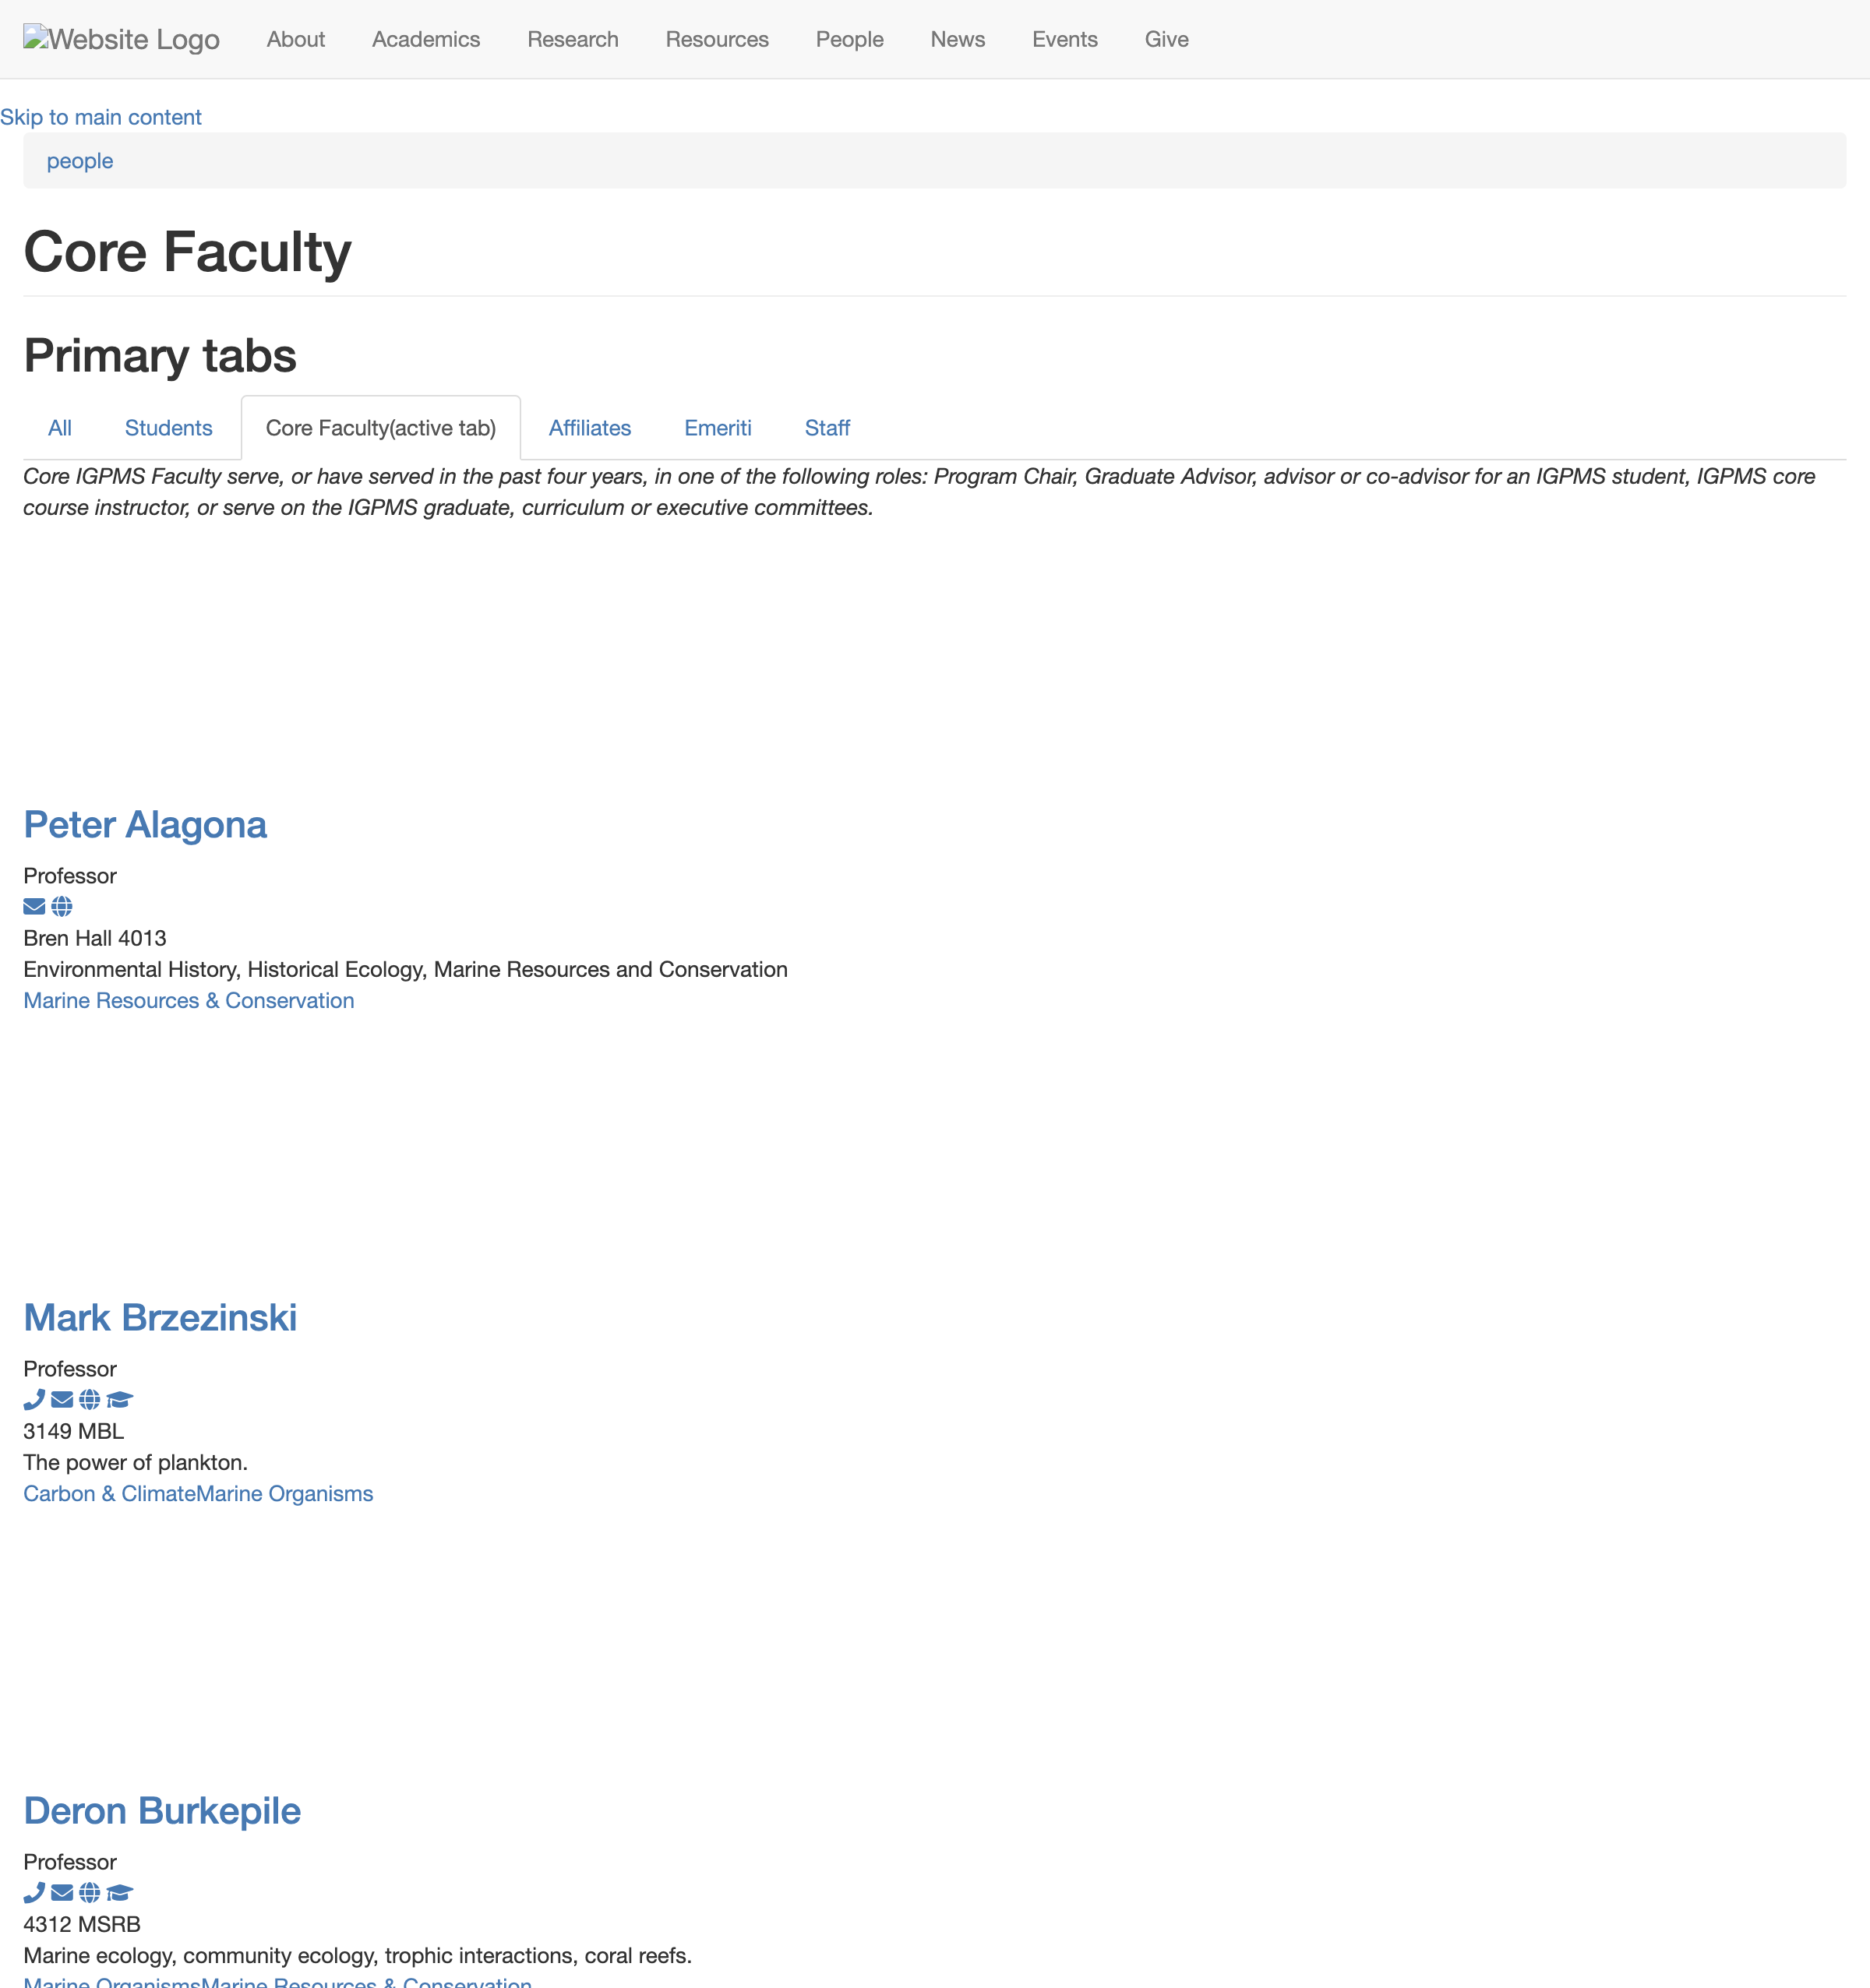 Website Logo About Academics Research Resources People News Events Give
Skip to main content
people
Core Faculty
Primary tabs
All Students Core Faculty(active tab) Affiliates Emeriti Staff
Core IGPMS Faculty serve, or have served in the past four years, in one of the following roles: Program Chair, Graduate Advisor, advisor or co-advisor for an IGPMS student, IGPMS core
course instructor, or serve on the IGPMS graduate, curriculum or executive committees.
Peter Alagona
Professor
Bren Hall 4013
Environmental History, Historical Ecology, Marine Resources and Conservation
Marine Resources & Conservation
Mark Brzezinski
Professor
3149 MBL
The power of plankton.
Carbon & ClimateMarine Organisms
Deron Burkepile
Professor
4312 MSRB
Marine ecology, community ecology, trophic interactions, coral reefs.
Marine OrganismsMarine Resources & Conservation